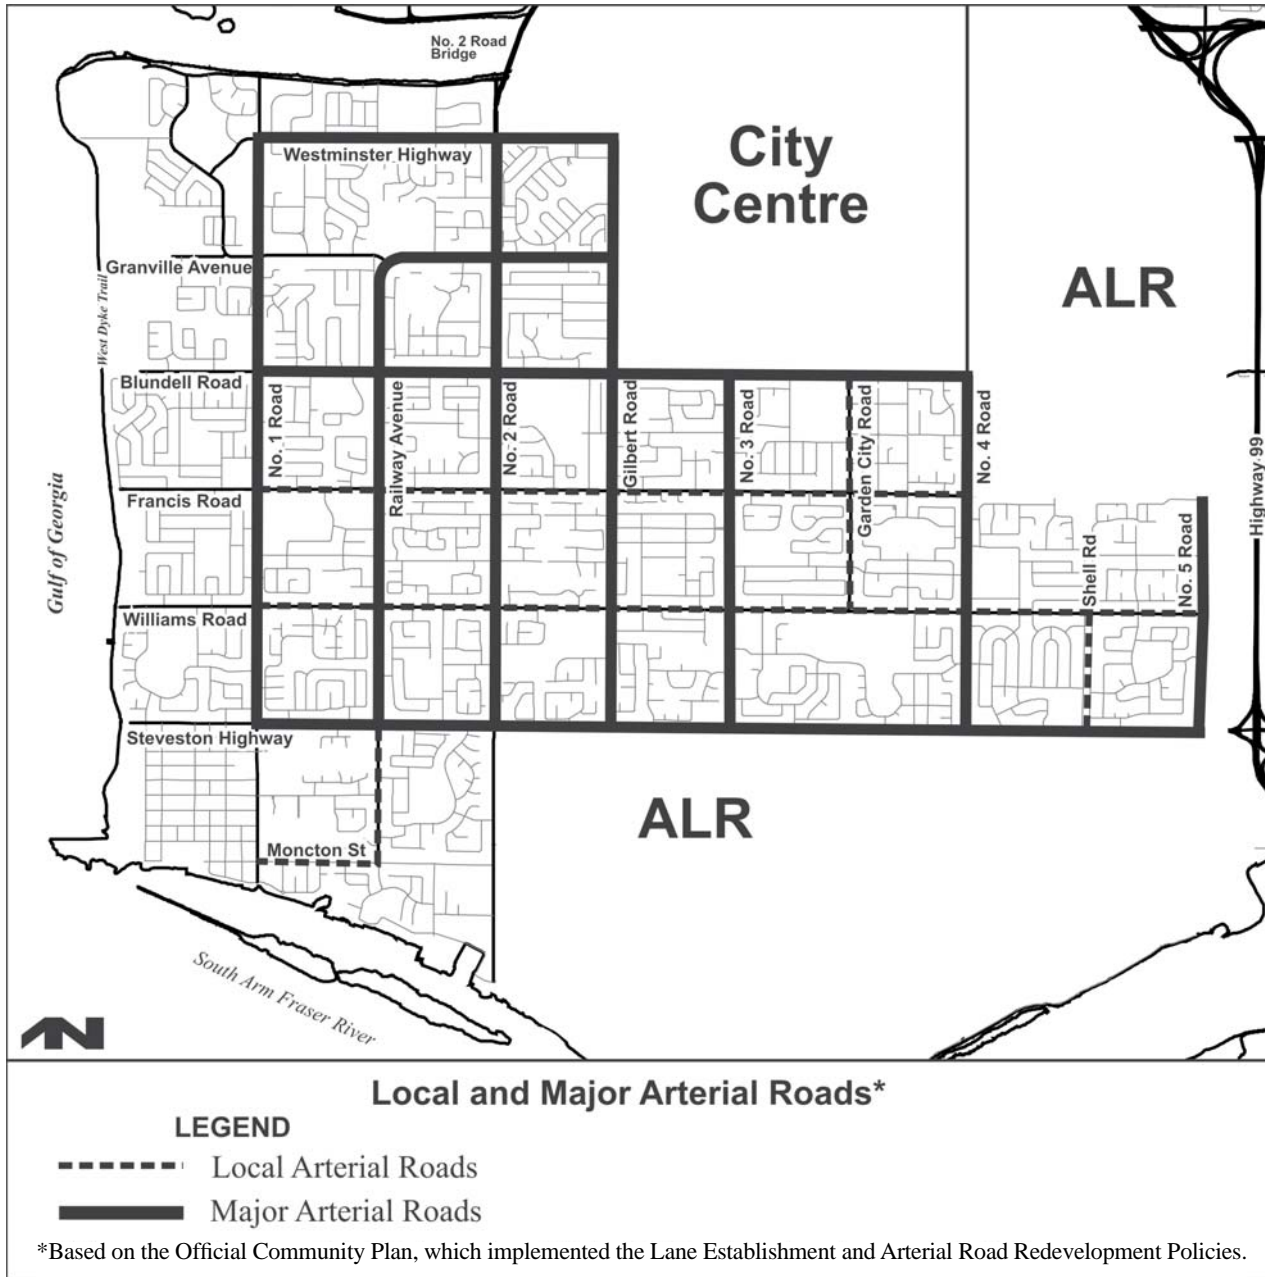 No. 2 Road
Bridge
City
Centre
Westminster Highway
ALR
Granville Avenue
West Dyke Trail
Blundell Road
No. 1 Road
Railway Avenue
No. 2 Road
Gilbert Road
No. 3 Road
Garden City Road
No. 4 Road
Highway 99
Francis Road
Gulf of Georgia
Shell Rd
No. 5 Road
Williams Road
Steveston Highway
ALR
Moncton St
South Arm Fraser River
N
Local and Major Arterial Roads*
LEGEND
Local Arterial Roads
Major Arterial Roads
*Based on the Official Community Plan, which implemented the Lane Establishment and Arterial Road Redevelopment Policies.